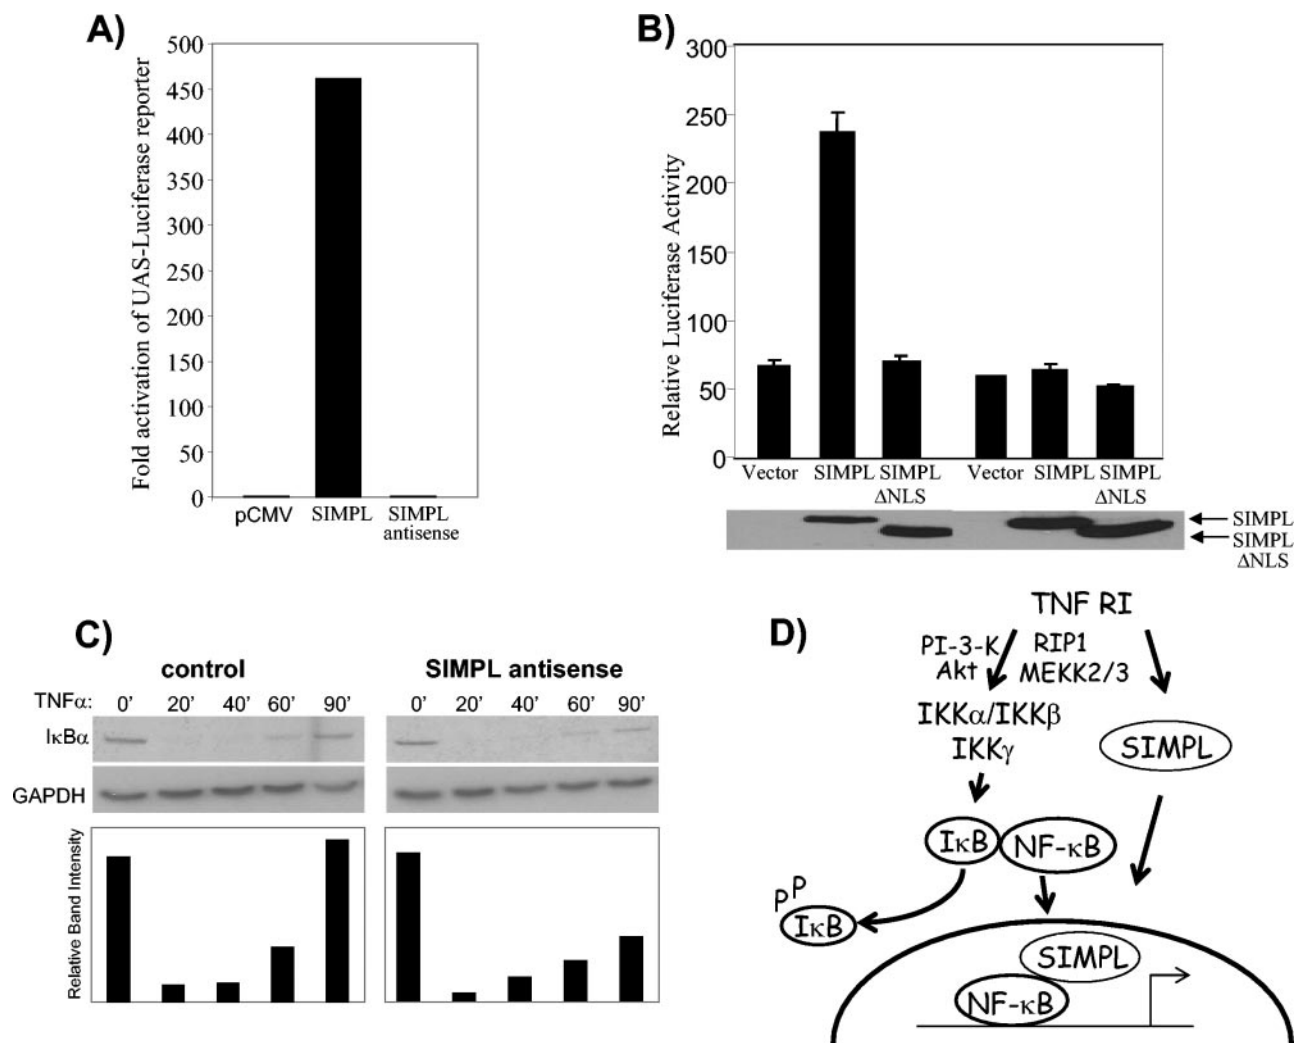 A)
Fold activation of UAS-Luciferase reporter
500
450
400
350
300
250
200
150
100
50
0
pCMV SIMPL SIMPL
antisense
B)
Relative Luciferase Activity
300
250
200
150
100
50
0
Vector SIMPL SIMPL Vector SIMPL SIMPL
ΔNLS ΔNLS
SIMPL
SIMPL
ΔNLS
C)
control SIMPL antisense
TNFα: 0' 20' 40' 60' 90' 0' 20' 40' 60' 90'
IκBα
GAPDH
Relative Band Intensity
D)
TNF RI
PI-3-K RIP1
Akt MEKK2/3
IKKα/IKKβ
IKKγ
SIMPL
IκB NF-κB
P P
IκB
SIMPL
NF-κB